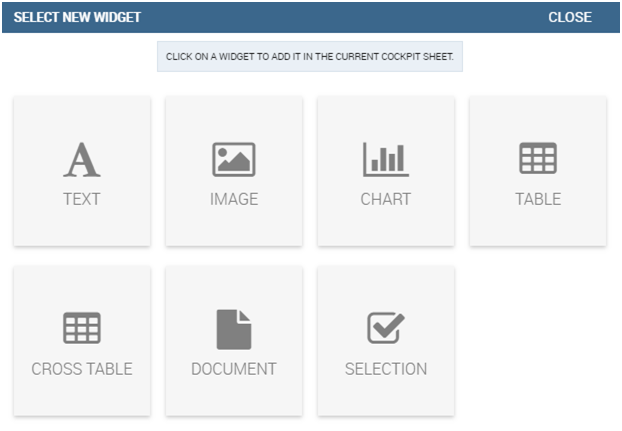 SELECT NEW WIDGET CLOSE
CLICK ON A WIDGET TO ADD IT IN THE CURRENT COCKPIT SHEET.
TEXT IMAGE CHART TABLE
CROSS TABLE DOCUMENT SELECTION